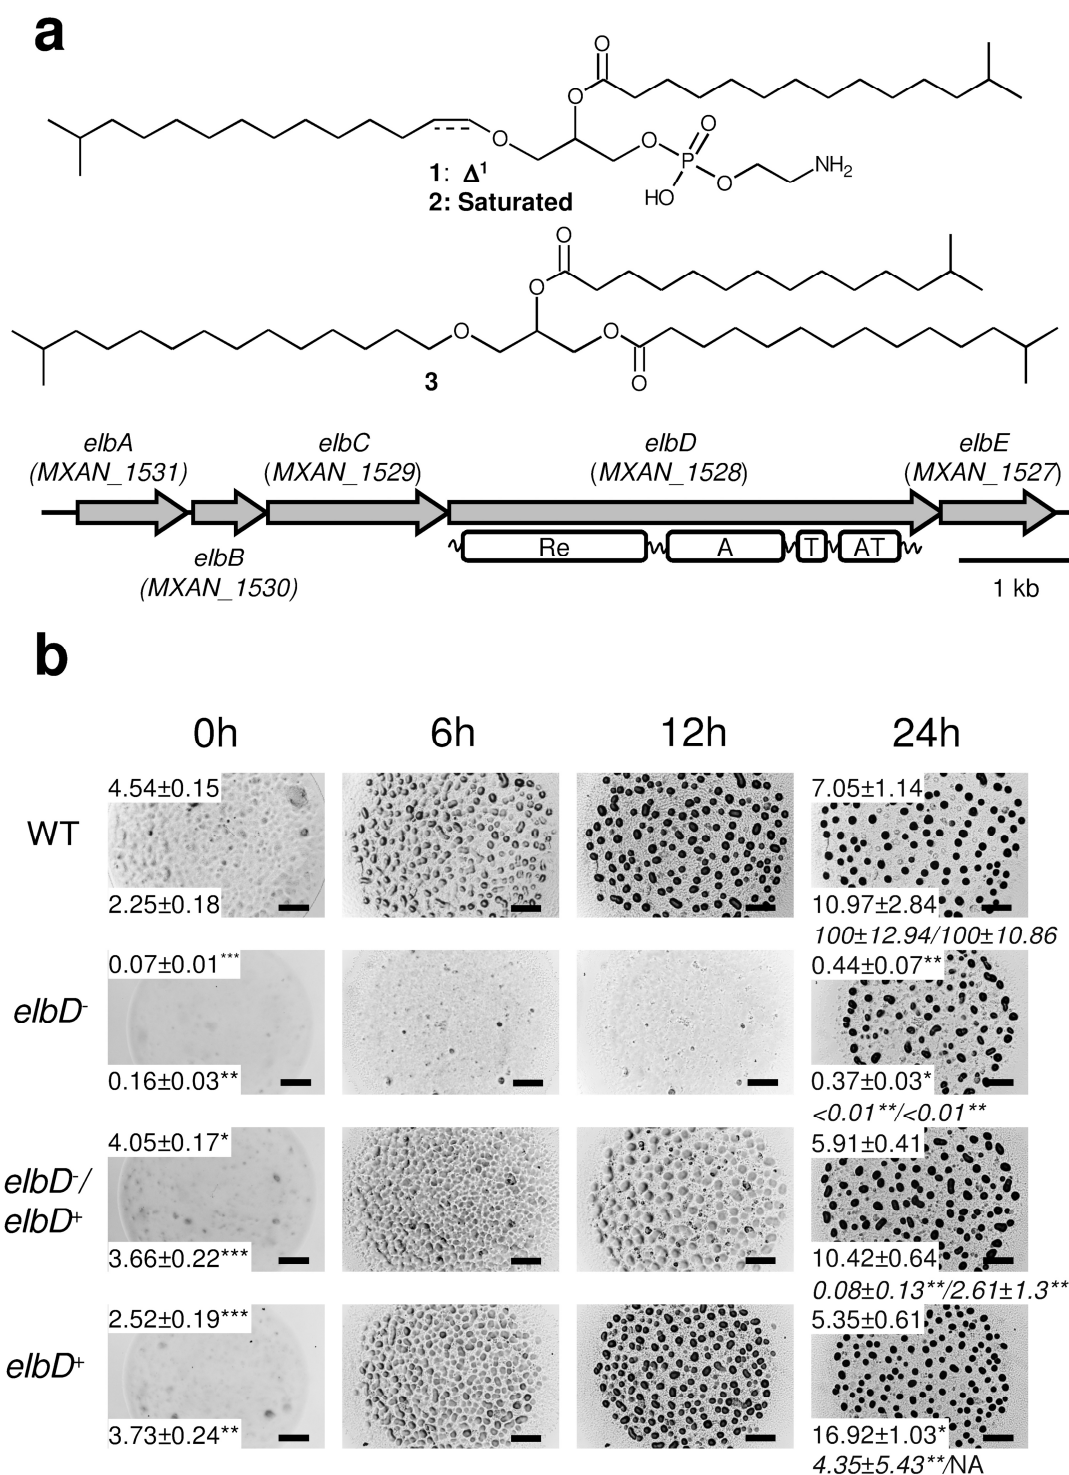 a
O
O
O
O
O
P
NH2
HO
O
1: Δ1
2: Saturated
O
O
O
O
O
3
elbA
elbC
elbD
elbE
(MXAN_1531)
(MXAN_1529)
(MXAN_1528)
(MXAN_1527)
Re
A
T
AT
elbB
(MXAN_1530)
1 kb
b
0h
6h
12h
24h
WT
4.54±0.15
7.05±1.14
2.25±0.18
10.97±2.84
100±12.94/100±10.86
elbD-
0.07±0.01***
0.44±0.07**
0.16±0.03**
0.37±0.03*
<0.01**/<0.01**
elbD-/
elbD+
4.05±0.17*
5.91±0.41
3.66±0.22***
10.42±0.64
0.08±0.13**/2.61±1.3**
elbD+
2.52±0.19***
5.35±0.61
3.73±0.24**
16.92±1.03*
4.35±5.43**/NA